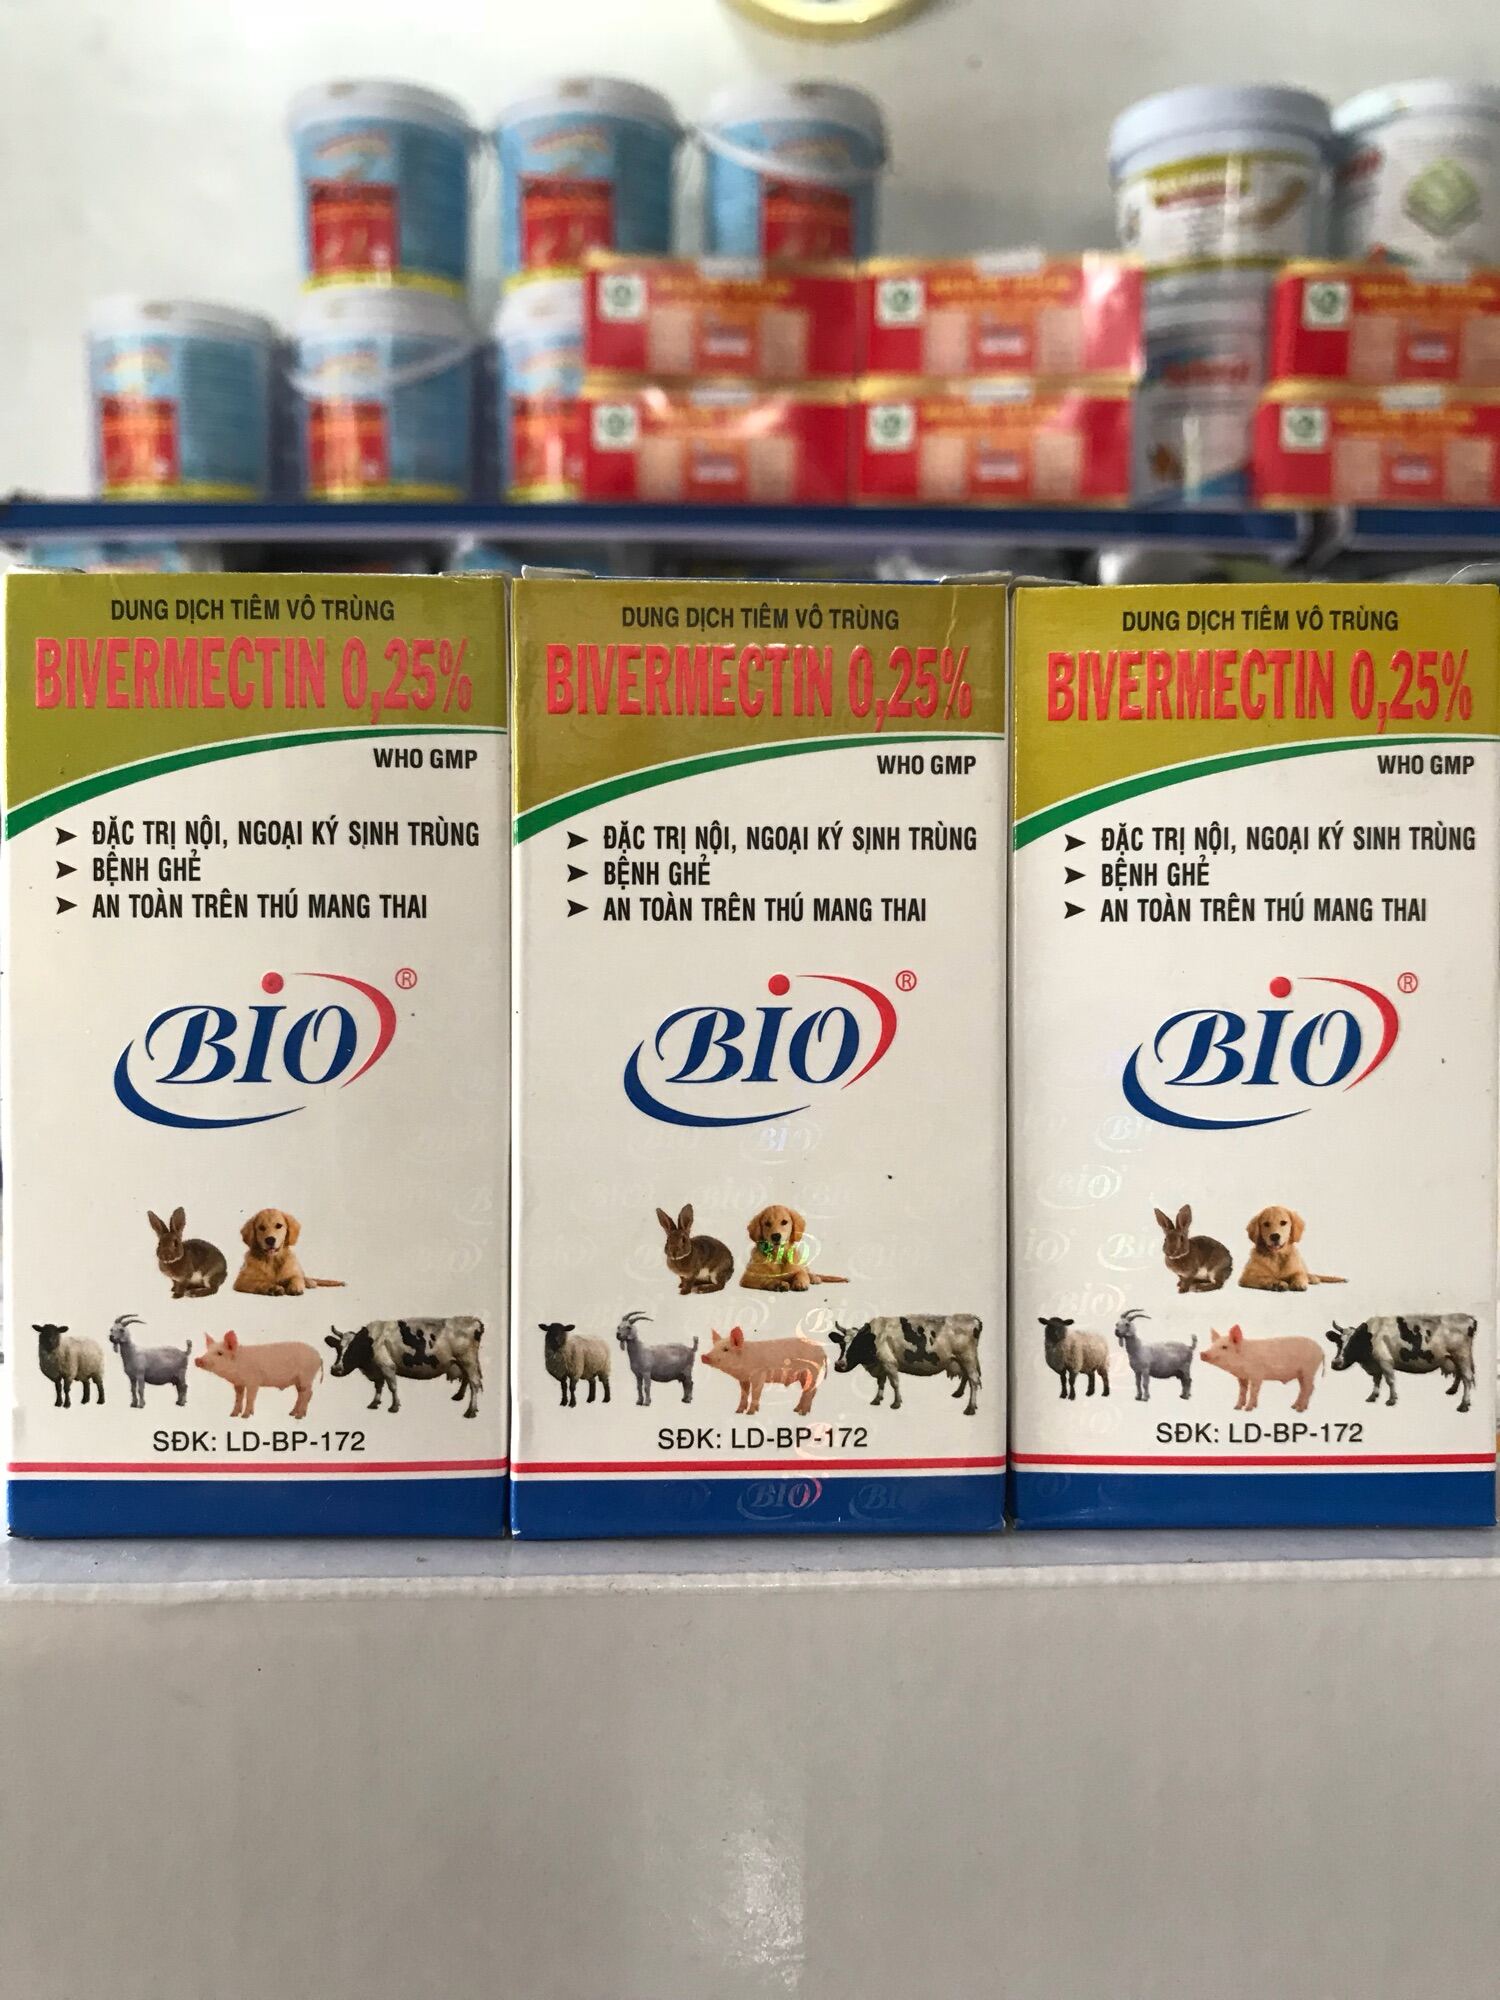 DUNG DỊCH TIÊM VÔ TRÙNG
BIVERMECTIN 0,25%
WHO GMP
➤ ĐẶC TRỊ NỘI, NGOẠI KÝ SINH TRÙNG
➤ BỆNH GHẺ
➤ AN TOÀN TRÊN THÚ MANG THAI
BIO®
SĐK: LD-BP-172
DUNG DỊCH TIÊM VÔ TRÙNG
BIVERMECTIN 0,25%
WHO GMP
➤ ĐẶC TRỊ NỘI, NGOẠI KÝ SINH TRÙNG
➤ BỆNH GHẺ
➤ AN TOÀN TRÊN THÚ MANG THAI
BIO®
BIO
BIO
SĐK: LD-BP-172
BIO
DUNG DỊCH TIÊM VÔ TRÙNG
BIVERMECTIN 0,25%
WHO GMP
➤ ĐẶC TRỊ NỘI, NGOẠI KÝ SINH TRÙNG
➤ BỆNH GHẺ
➤ AN TOÀN TRÊN THÚ MANG THAI
BIO®
BIO
SĐK: LD-BP-172